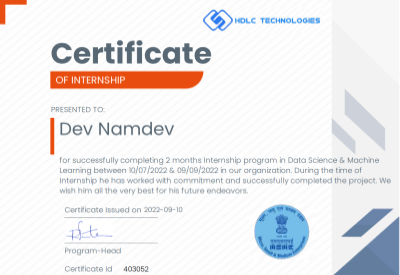 HDLC TECHNOLOGIES
Certificate
OF INTERNSHIP
PRESENTED TO:
Dev Namdev
for successfully completing 2 months Internship program in Data Science & Machine
Learning between 10/07/2022 & 09/09/2022 in our organization. During the time of
Internship he has worked with commitment and successfully completed the project. We
wish him all the very best for his future endeavors.
Certificate Issued on 2022-09-10
Program-Head
Certificate Id 403052